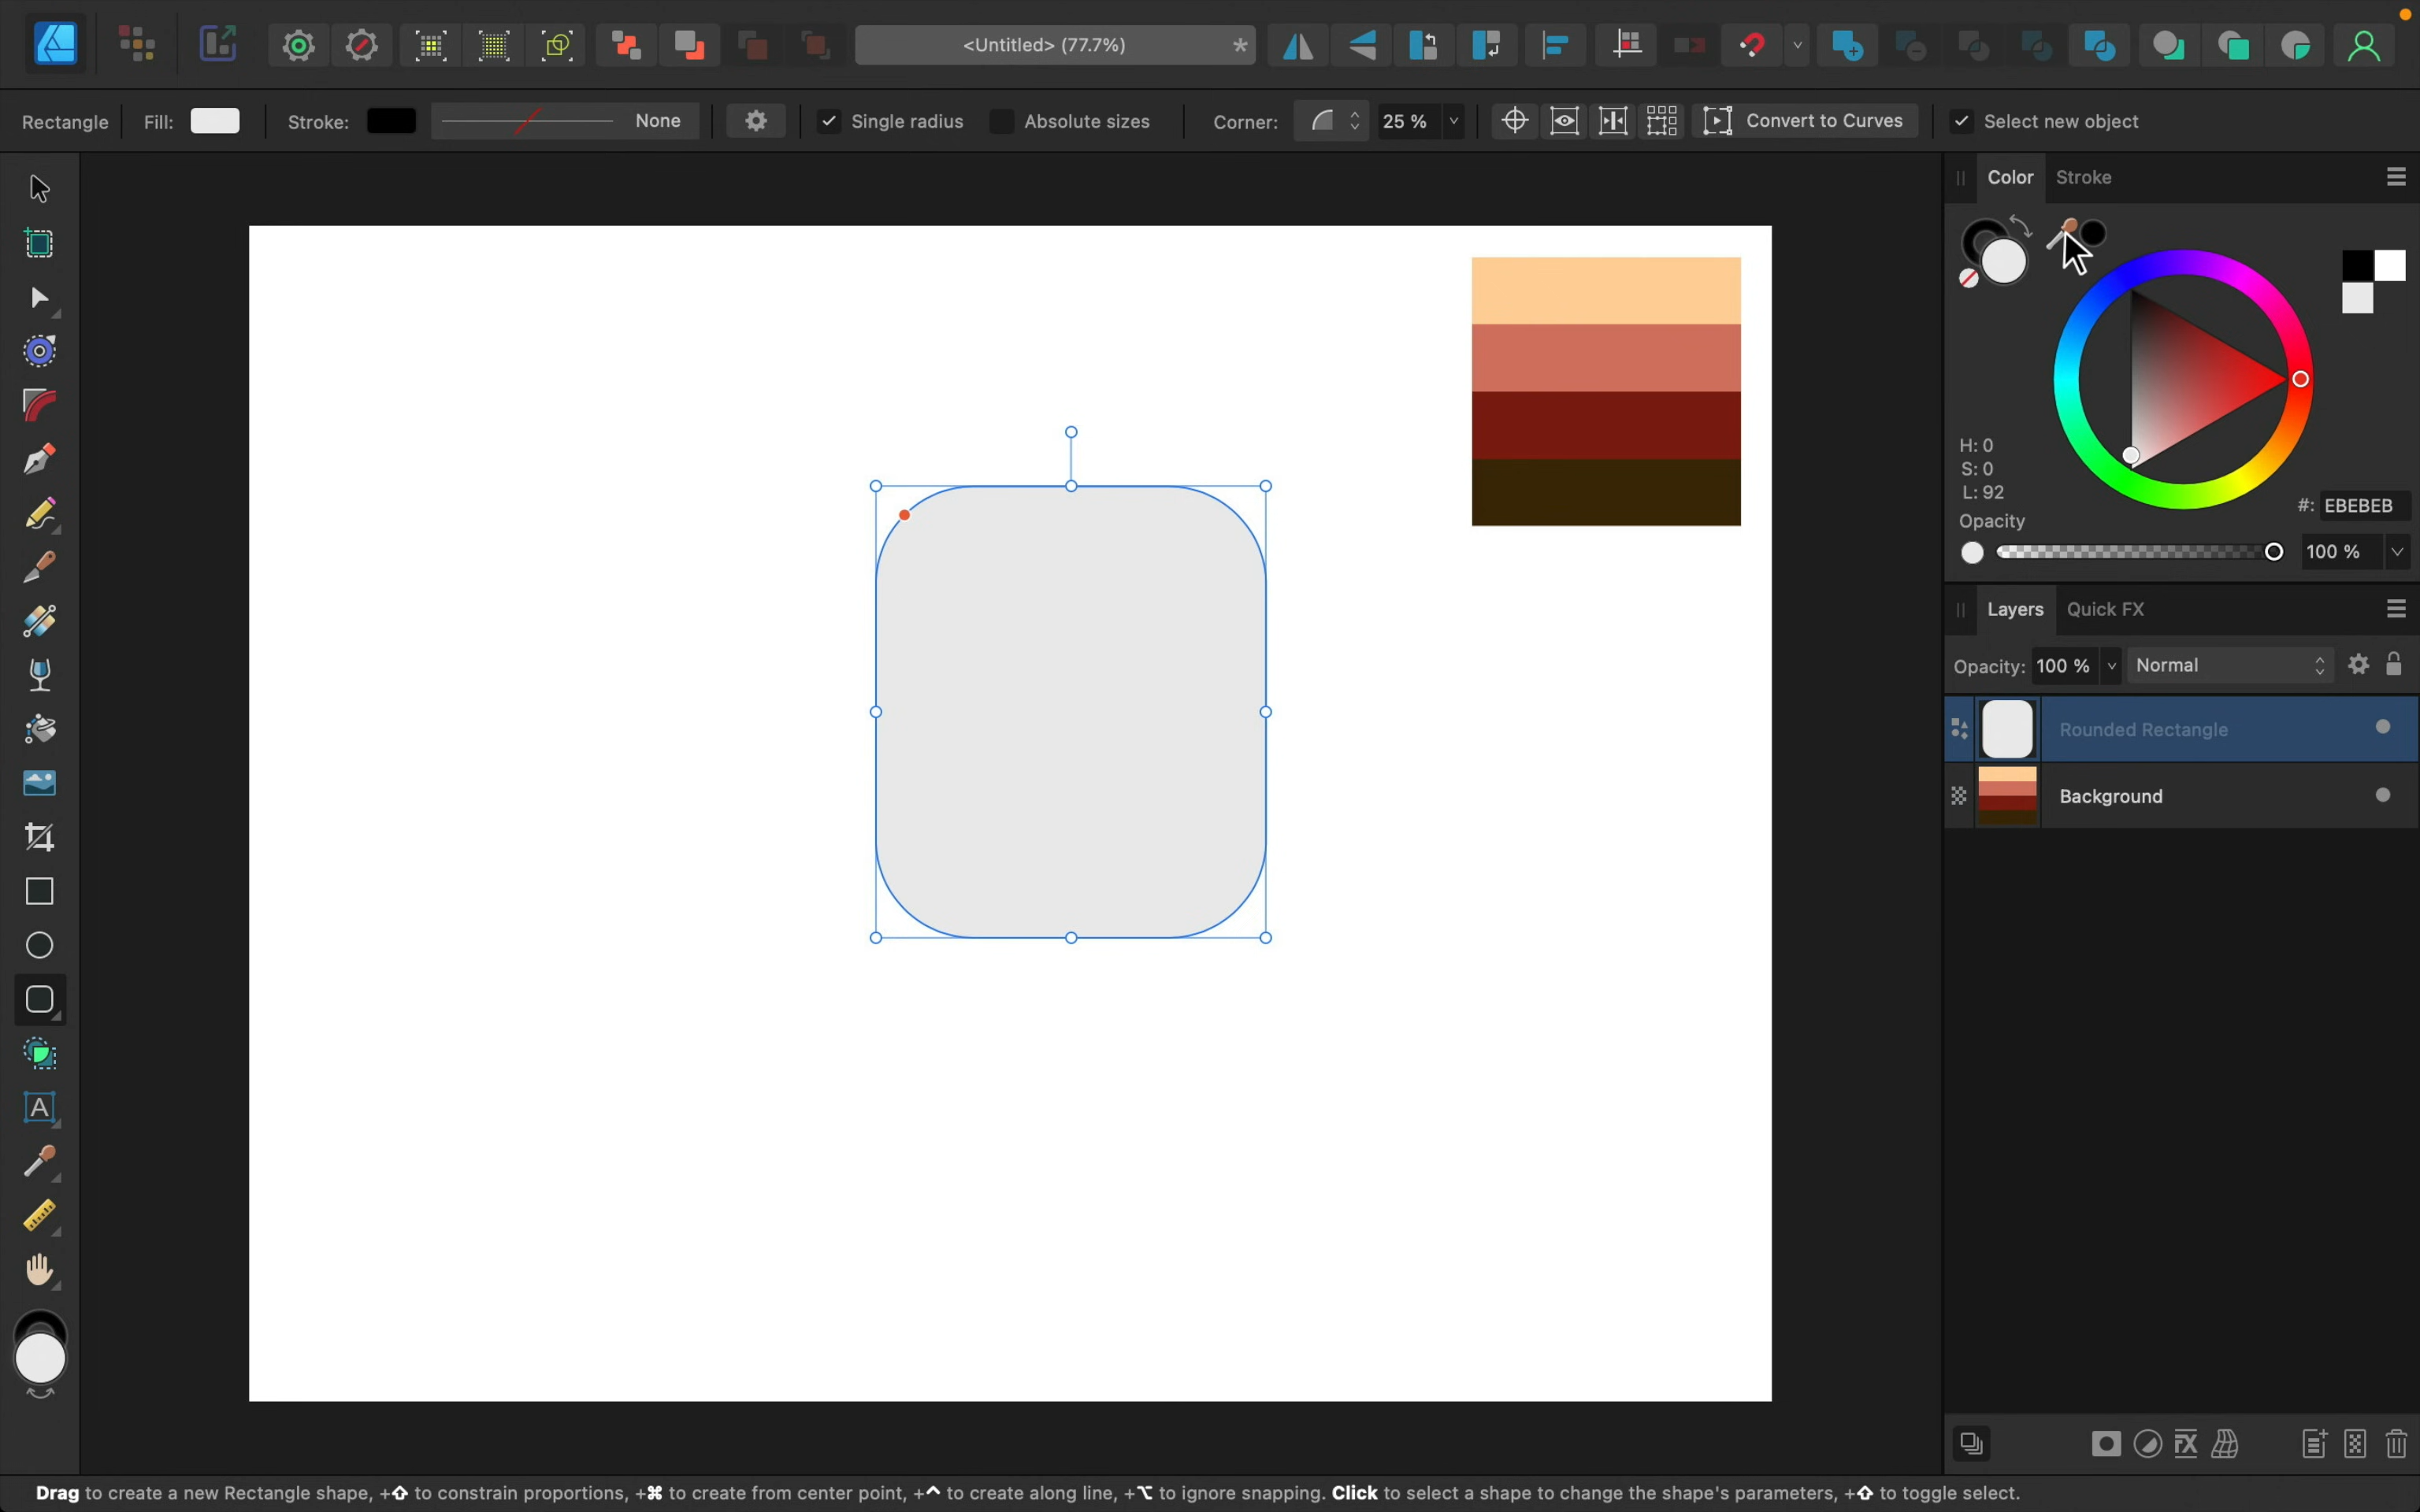 <Untitled> (77.7%) *
Rectangle Fill: Stroke: None Single radius Absolute sizes Corner: 25 % Convert to Curves Select new object
Color Stroke
H: 0
S: 0
L: 92
#: EBEBEB
Opacity
100 %
Layers Quick FX
Opacity: 100 % Normal
Rounded Rectangle
Background
A
FX
Drag to create a new Rectangle shape, +⇧ to constrain proportions, +⌘ to create from center point, +⌃ to create along line, +⌥ to ignore snapping. Click to select a shape to change the shape's parameters, +⇧ to toggle select.